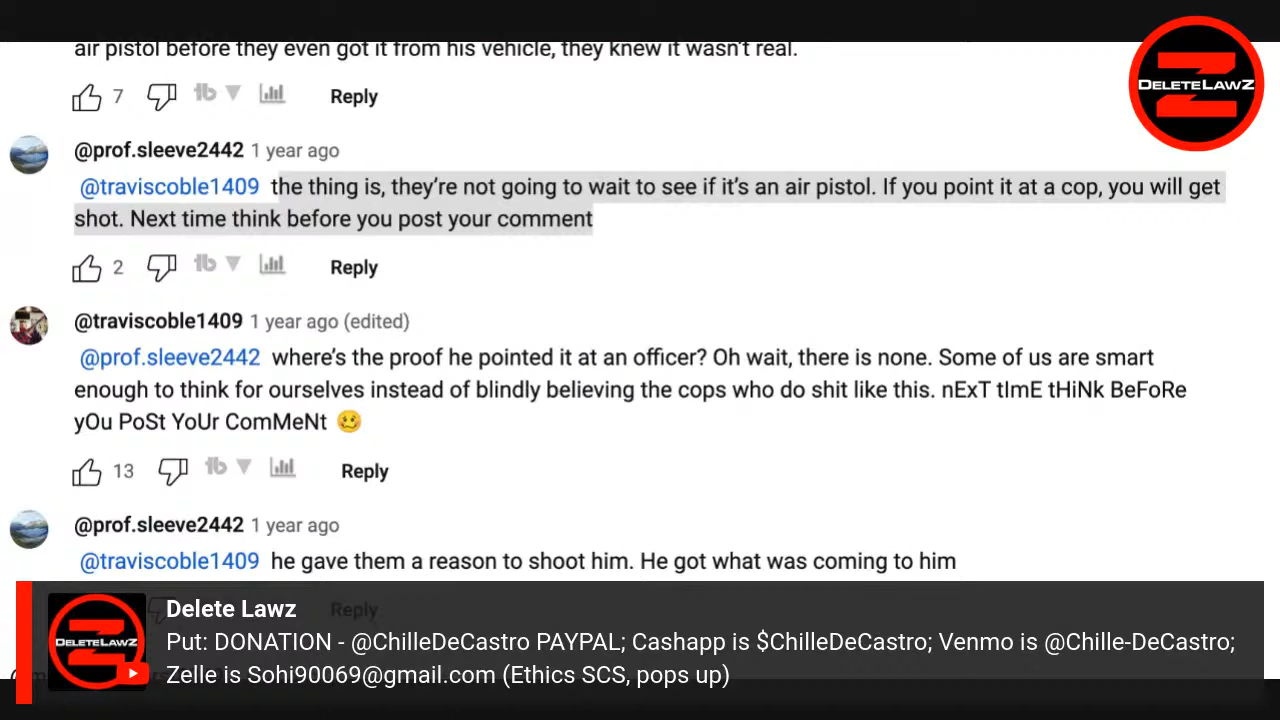 air pistol before they even got it from his vehicle, they knew it wasn't real.
7 tb Reply
DELETELAWZ
@prof.sleeve2442 1 year ago
@traviscoble1409 the thing is, they're not going to wait to see if it's an air pistol. If you point it at a cop, you will get
shot. Next time think before you post your comment
2 tb Reply
@traviscoble1409 1 year ago (edited)
@prof.sleeve2442 where's the proof he pointed it at an officer? Oh wait, there is none. Some of us are smart
enough to think for ourselves instead of blindly believing the cops who do shit like this. nExT tImE tHiNk BeFoRe
yOu PoSt YoUr ComMeNt 🥴
13 tb Reply
@prof.sleeve2442 1 year ago
@traviscoble1409 he gave them a reason to shoot him. He got what was coming to him
Reply
DELETELAWZ
Delete Lawz
Put: DONATION - @ChilleDeCastro PAYPAL; Cashapp is $ChilleDeCastro; Venmo is @Chille-DeCastro;
Zelle is Sohi90069@gmail.com (Ethics SCS, pops up)